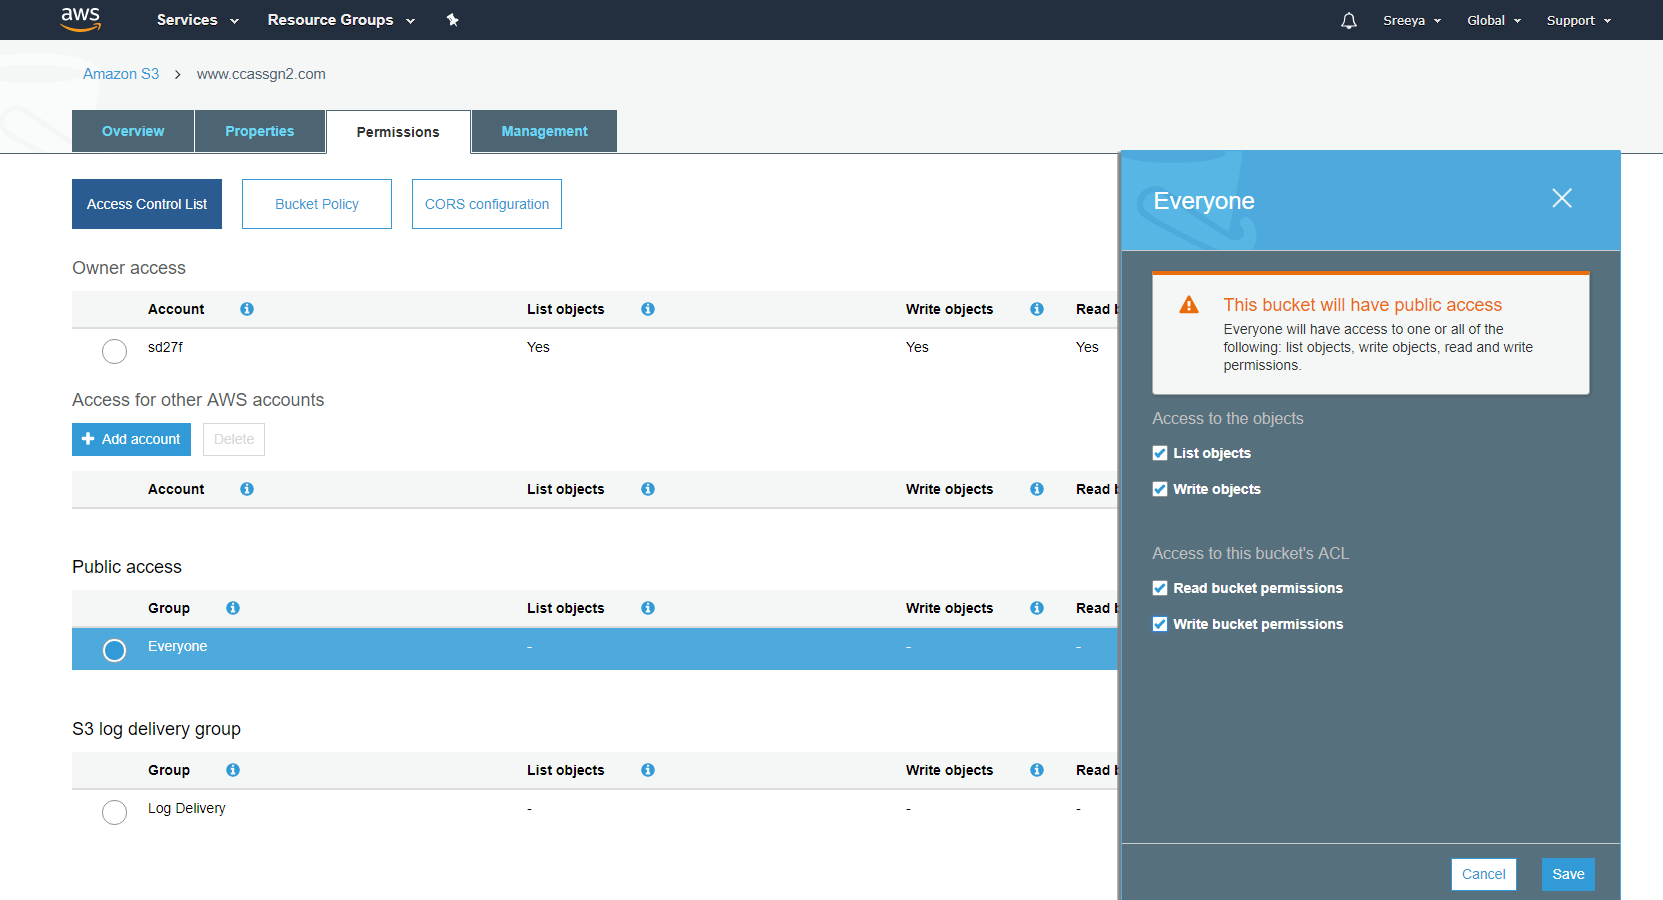 aws Services Resource Groups Sreeya Global Support
Amazon S3 > www.ccassgn2.com
Overview Properties Permissions Management
Access Control List Bucket Policy CORS configuration
Owner access
Account List objects Write objects Read b
sd27f Yes Yes Yes
Access for other AWS accounts
+ Add account Delete
Account List objects Write objects Read b
Public access
Group List objects Write objects Read b
Everyone - - -
S3 log delivery group
Group List objects Write objects Read b
Log Delivery - - -
Everyone
This bucket will have public access
Everyone will have access to one or all of the
following: list objects, write objects, read and write
permissions.
Access to the objects
List objects
Write objects
Access to this bucket's ACL
Read bucket permissions
Write bucket permissions
Cancel Save